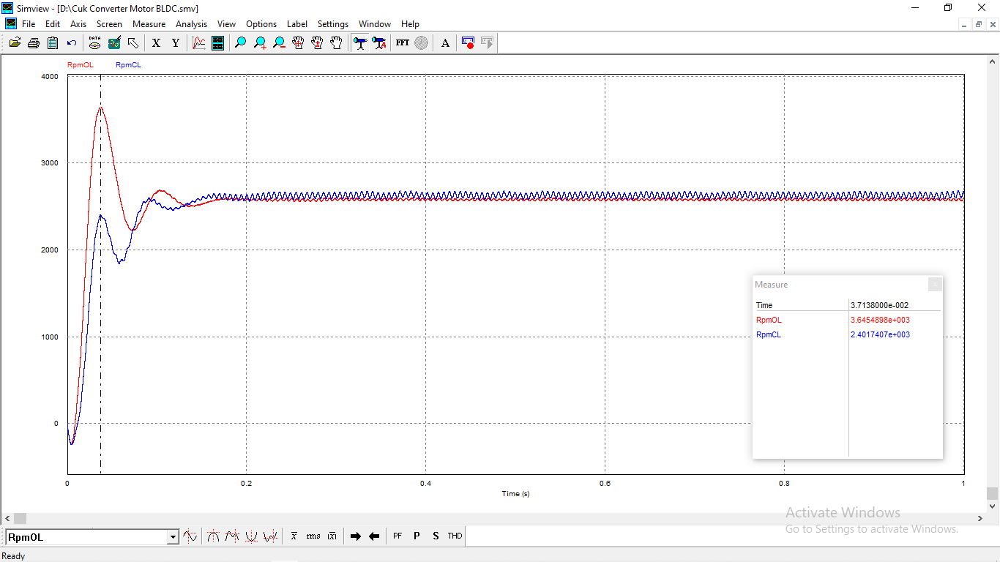 Simview - [D:\Cuk Converter Motor BLDC.smv]
File Edit Axis Screen Measure Analysis View Options Label Settings Window Help
DATA X Y FFT A
RpmOL RpmCL
4000
3000
2000
1000
0
0 0.2 0.4 0.6 0.8 1
Time (s)
Measure
Time 3.7138000e-002
RpmOL 3.6454898e+003
RpmCL 2.4017407e+003
Activate Windows
Go to Settings to activate Windows.
RpmOL x rms |x| PF P S THD
Ready